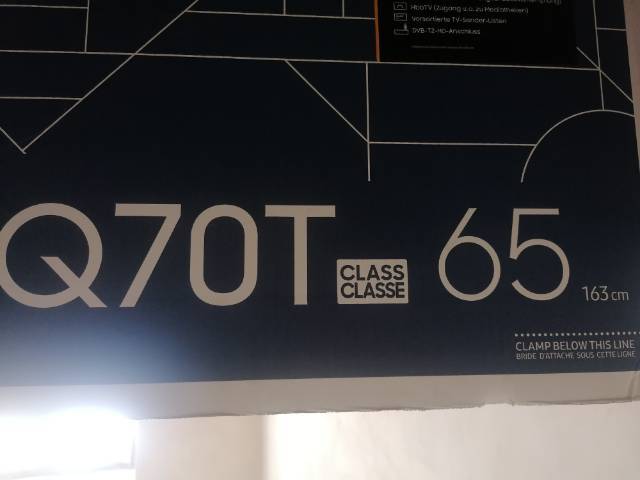 HbbTV (Zugang u.a. zu Mediatheken)
Vorsortierte TV-Sender-Listen
DVB-T2-HD-Anschluss
Q70T
CLASS
CLASSE
65
163 cm
CLAMP BELOW THIS LINE
BRIDE D'ATTACHE SOUS CETTE LIGNE